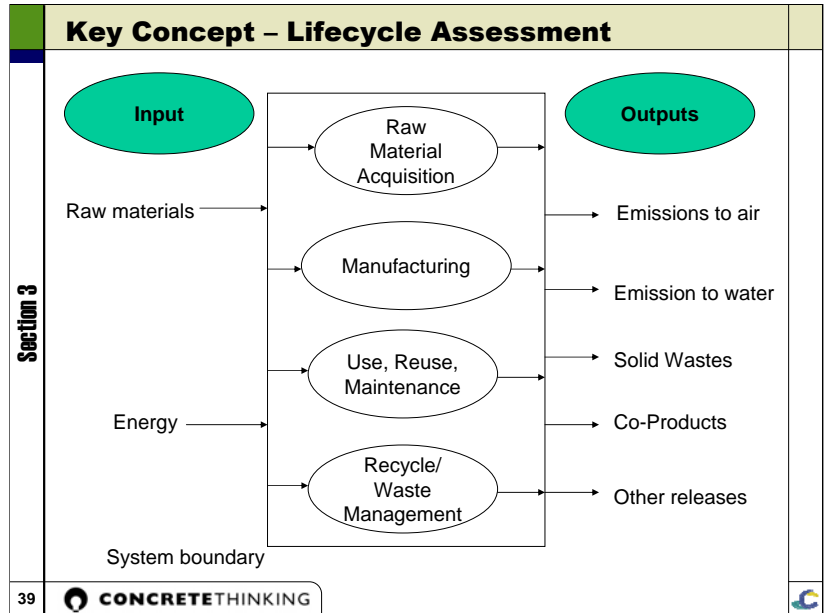 Key Concept – Lifecycle Assessment
Input
Outputs
Raw
Material
Acquisition
Raw materials
Emissions to air
Manufacturing
Emission to water
Section 3
Use, Reuse,
Maintenance
Solid Wastes
Energy
Co-Products
Recycle/
Waste
Management
Other releases
System boundary
39
CONCRETETHINKING